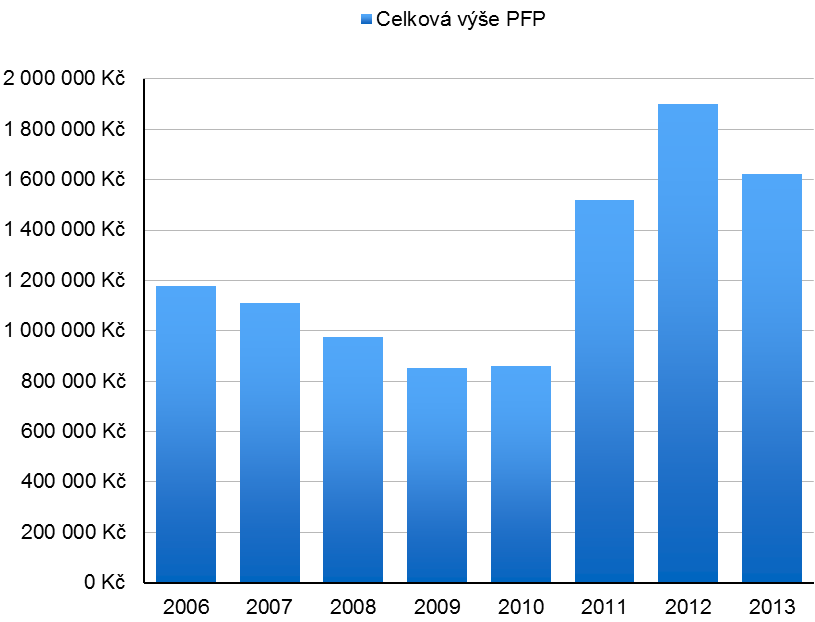 Celková výše PFP
2 000 000 Kč
1 800 000 Kč
1 600 000 Kč
1 400 000 Kč
1 200 000 Kč
1 000 000 Kč
800 000 Kč
600 000 Kč
400 000 Kč
200 000 Kč
0 Kč
2006 2007 2008 2009 2010 2011 2012 2013